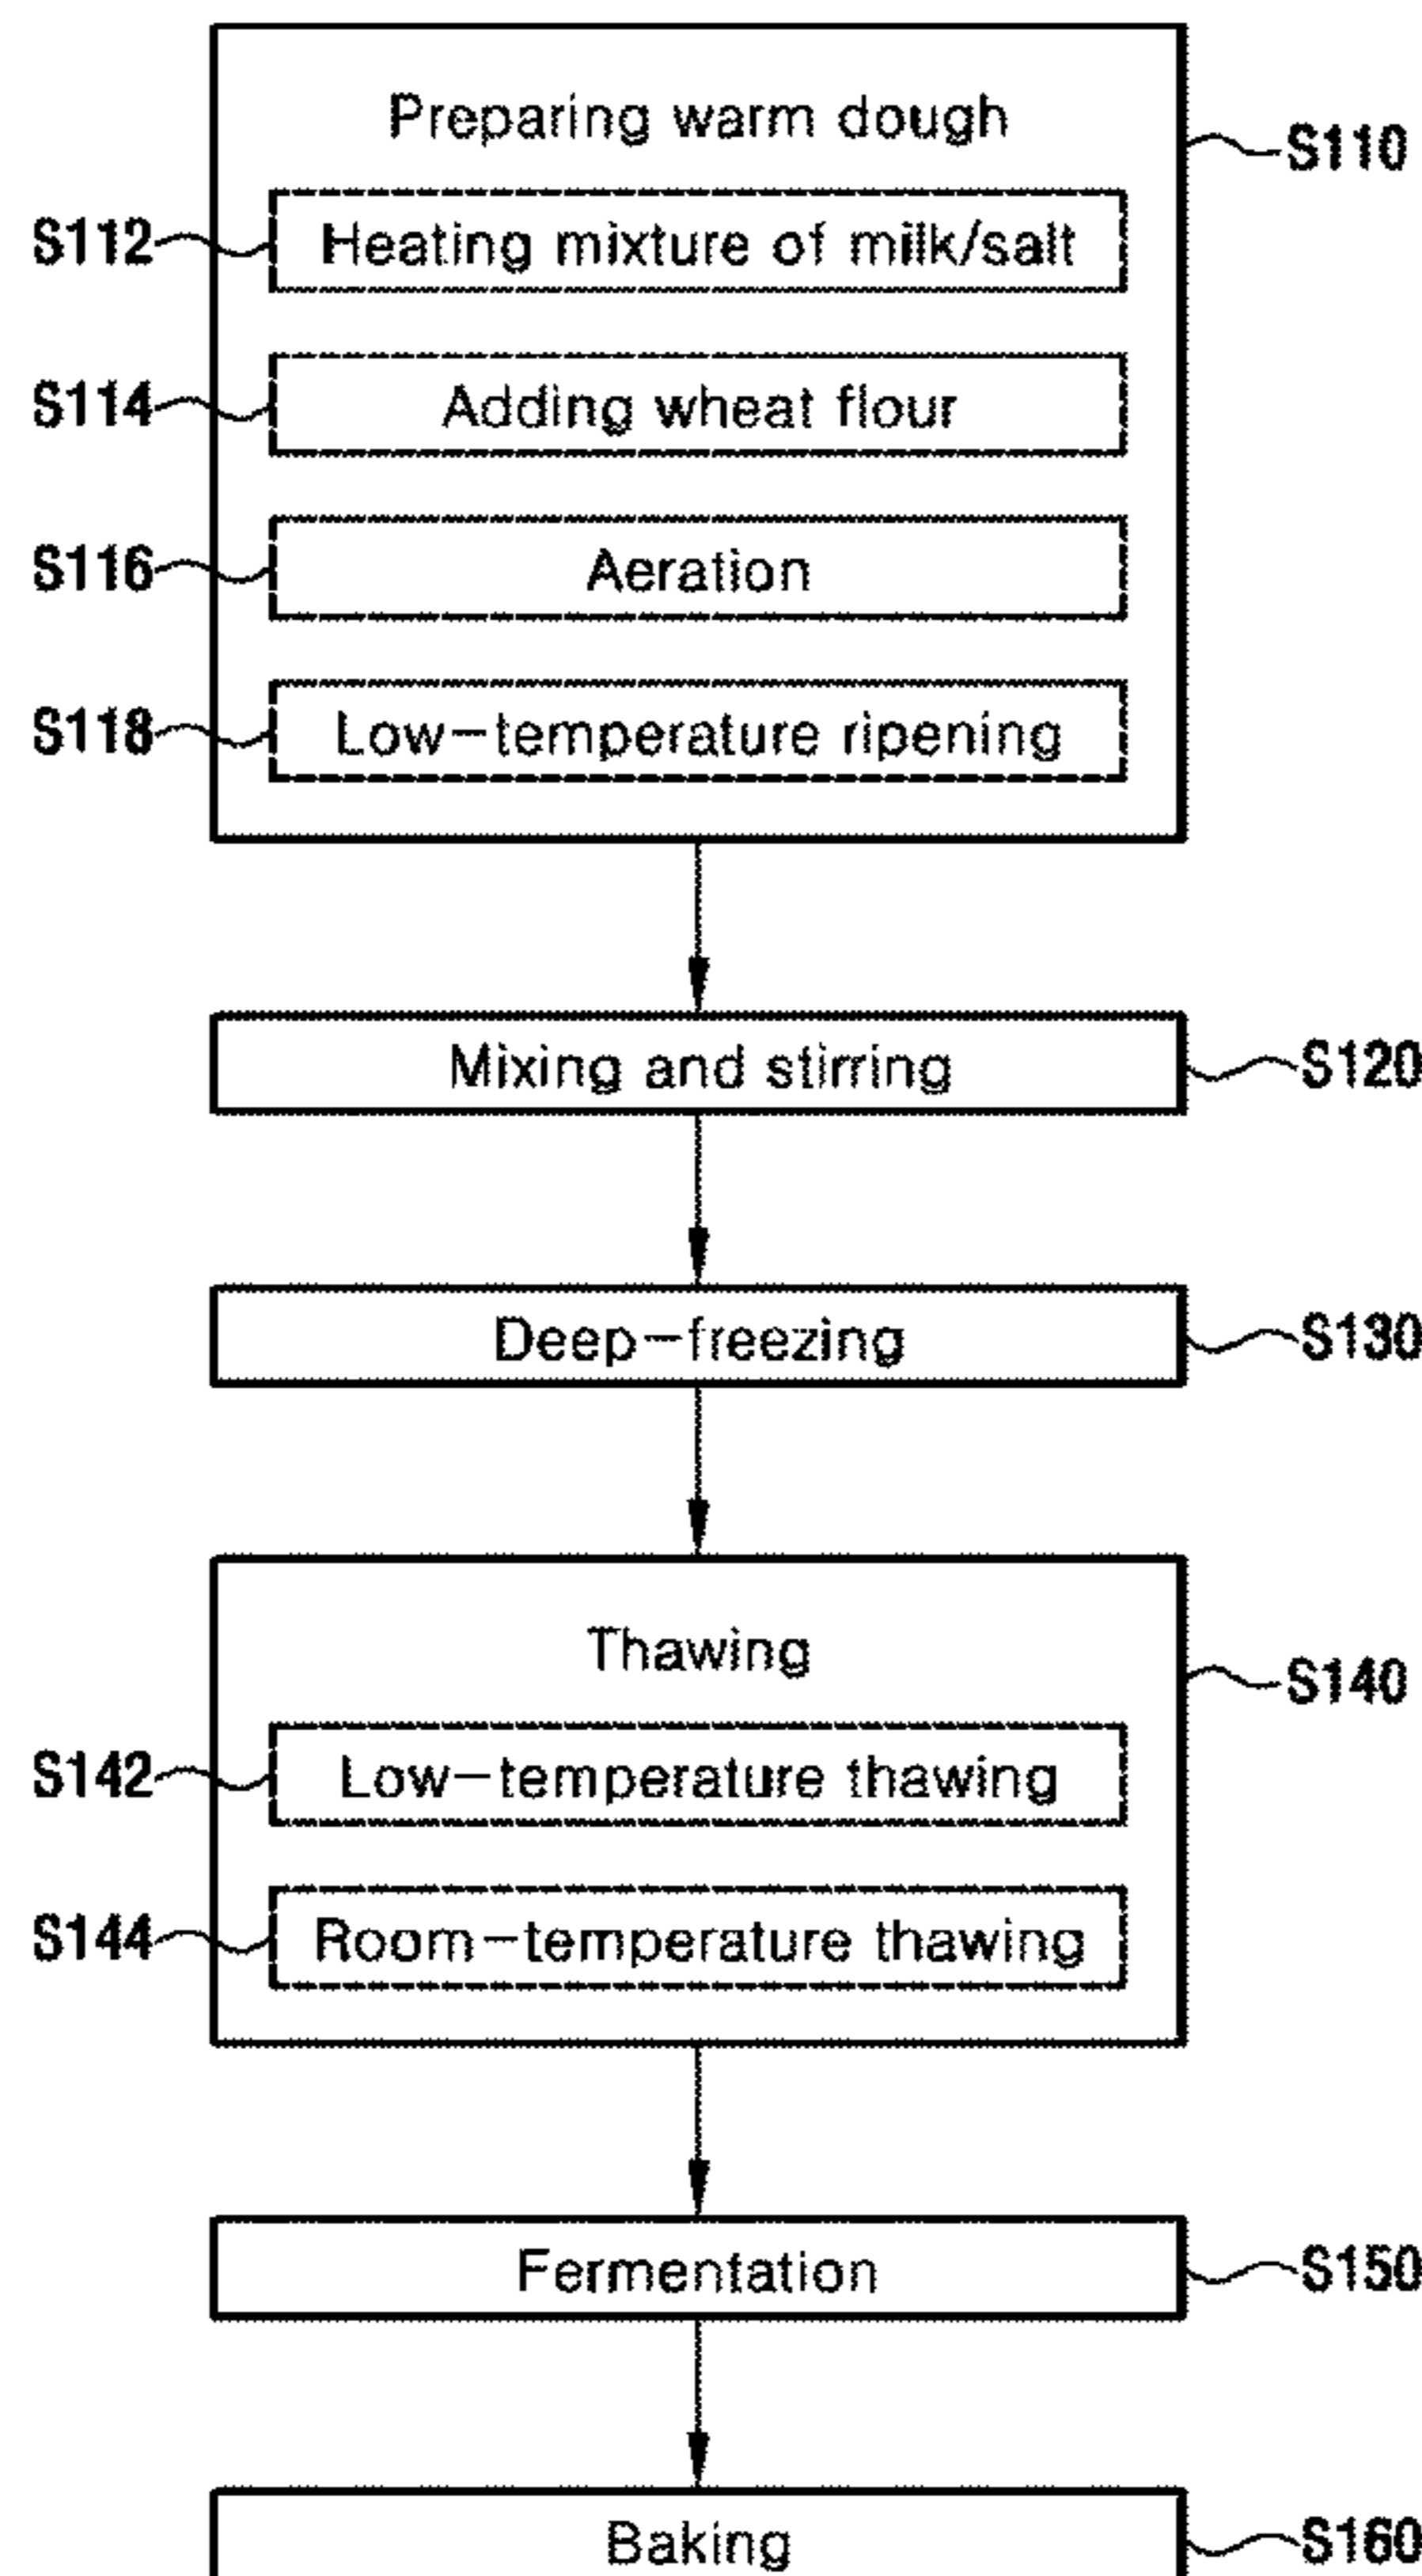 Preparing warm dough
S110
S112
Heating mixture of milk/salt
S114
Adding wheat flour
S116
Aeration
S118
Low-temperature ripening
Mixing and stirring
S120
Deep-freezing
S130
Thawing
S140
S142
Low-temperature thawing
S144
Room-temperature thawing
Fermentation
S150
Baking
S160